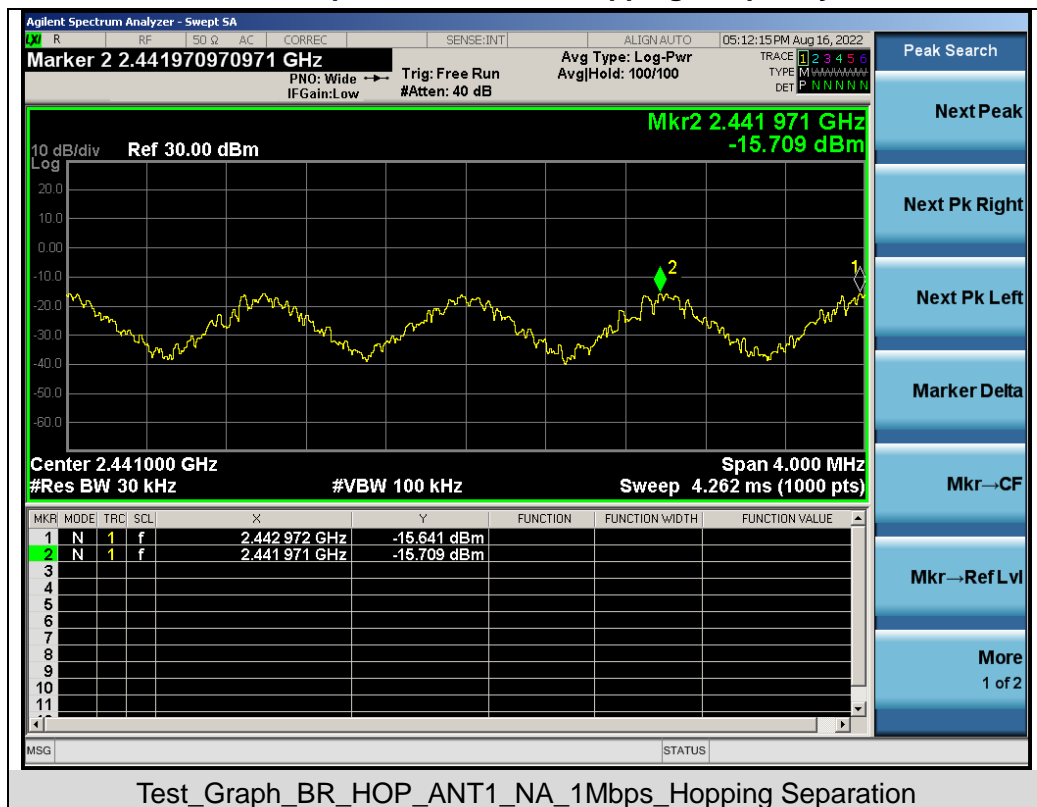 Agilent Spectrum Analyzer - Swept SA
LXI R RF 50 Ω AC CORREC SENSE:INT ALIGN AUTO 05:12:15 PM Aug 16, 2022
Marker 2 2.441970970971 GHz
PNO: Wide
IFGain:Low
Trig: Free Run
#Atten: 40 dB
Avg Type: Log-Pwr
Avg|Hold: 100/100
TRACE 1 2 3 4 5 6
TYPE M
DET P N N N N N
Mkr2 2.441 971 GHz
-15.709 dBm
10 dB/div Ref 30.00 dBm
Log
20.0
10.0
0.00
-10.0
-20.0
-30.0
-40.0
-50.0
-60.0
2
1
Center 2.441000 GHz Span 4.000 MHz
#Res BW 30 kHz #VBW 100 kHz Sweep 4.262 ms (1000 pts)
MKR MODE TRC SCL X Y FUNCTION FUNCTION WIDTH FUNCTION VALUE
1 N 1 f 2.442 972 GHz -15.641 dBm
2 N 1 f 2.441 971 GHz -15.709 dBm
3
4
5
6
7
8
9
10
11
MSG STATUS
Peak Search
Next Peak
Next Pk Right
Next Pk Left
Marker Delta
Mkr→CF
Mkr→Ref Lvl
More
1 of 2
Test_Graph_BR_HOP_ANT1_NA_1Mbps_Hopping Separation